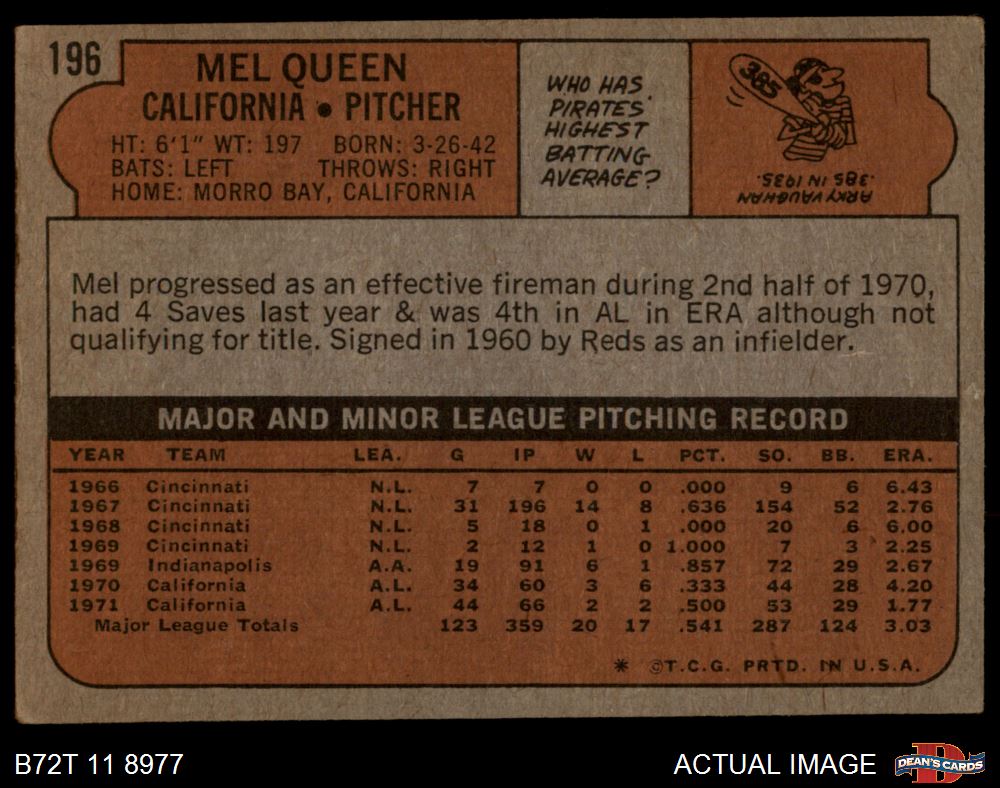 196
MEL QUEEN
CALIFORNIA • PITCHER
HT: 6'1" WT: 197 BORN: 3-26-42
BATS: LEFT THROWS: RIGHT
HOME: MORRO BAY, CALIFORNIA
WHO HAS
PIRATES'
HIGHEST
BATTING
AVERAGE?
385
ARKY VAUGHAN
.385 IN 1935.
Mel progressed as an effective fireman during 2nd half of 1970,
had 4 Saves last year & was 4th in AL in ERA although not
qualifying for title. Signed in 1960 by Reds as an infielder.
MAJOR AND MINOR LEAGUE PITCHING RECORD
YEAR TEAM LEA. G IP W L PCT. SO. BB. ERA.
1966 Cincinnati N.L. 7 7 0 0 .000 9 6 6.43
1967 Cincinnati N.L. 31 196 14 8 .636 154 52 2.76
1968 Cincinnati N.L. 5 18 0 1 .000 20 6 6.00
1969 Cincinnati N.L. 2 12 1 0 1.000 7 3 2.25
1969 Indianapolis A.A. 19 91 6 1 .857 72 29 2.67
1970 California A.L. 34 60 3 6 .333 44 28 4.20
1971 California A.L. 44 66 2 2 .500 53 29 1.77
Major League Totals 123 359 20 17 .541 287 124 3.03
* ©T.C.G. PRTD. IN U.S.A.
B72T 11 8977
ACTUAL IMAGE
D
DEAN'S CARDS